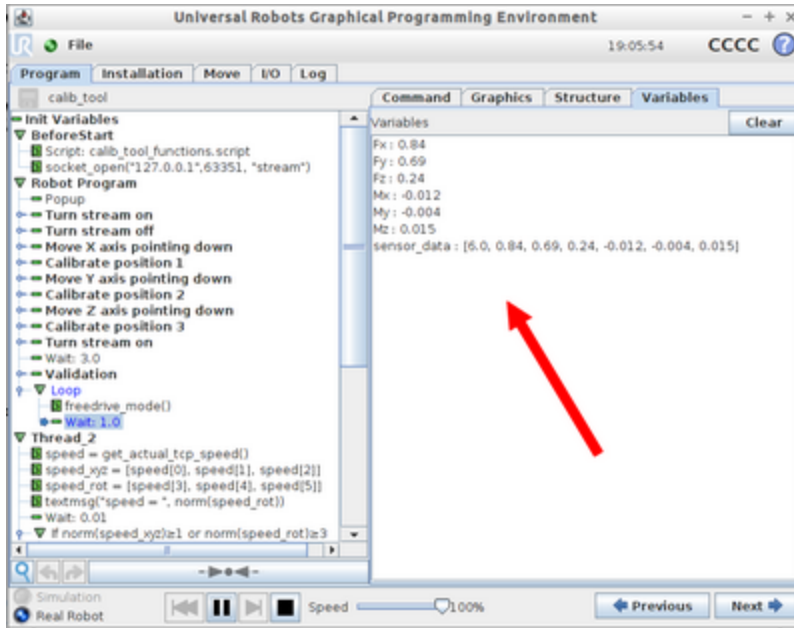 Universal Robots Graphical Programming Environment
File
19:05:54
CCCC
Program
Installation
Move
I/O
Log
calib_tool
Command
Graphics
Structure
Variables
Init Variables
BeforeStart
Script: calib_tool_functions.script
socket_open("127.0.0.1",63351, "stream")
Robot Program
Popup
Turn stream on
Turn stream off
Move X axis pointing down
Calibrate position 1
Move Y axis pointing down
Calibrate position 2
Move Z axis pointing down
Calibrate position 3
Turn stream on
Wait: 3.0
Validation
Loop
freedrive_mode()
Wait: 1.0
Thread_2
speed = get_actual_tcp_speed()
speed_xyz = [speed[0], speed[1], speed[2]]
speed_rot = [speed[3], speed[4], speed[5]]
textmsg("speed = ", norm(speed_rot))
Wait: 0.01
If norm(speed_xyz)≥1 or norm(speed_rot)≥3
Variables
Clear
Fx : 0.84
Fy : 0.69
Fz : 0.24
Mx : -0.012
My : -0.004
Mz : 0.015
sensor_data : [6.0, 0.84, 0.69, 0.24, -0.012, -0.004, 0.015]
Simulation
Real Robot
Speed
100%
Previous
Next